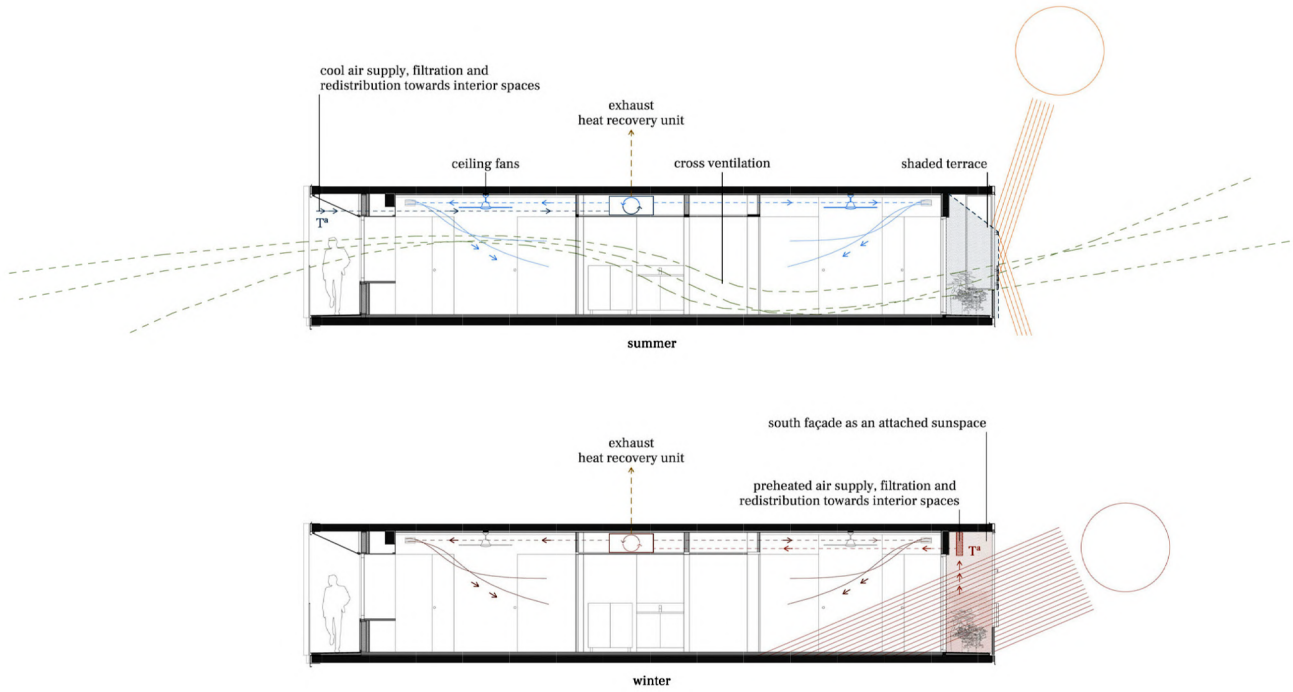 cool air supply, filtration and
redistribution towards interior spaces
exhaust
heat recovery unit
ceiling fans
cross ventilation
shaded terrace
Tª
summer
south façade as an attached sunspace
exhaust
heat recovery unit
preheated air supply, filtration and
redistribution towards interior spaces
Tª
winter